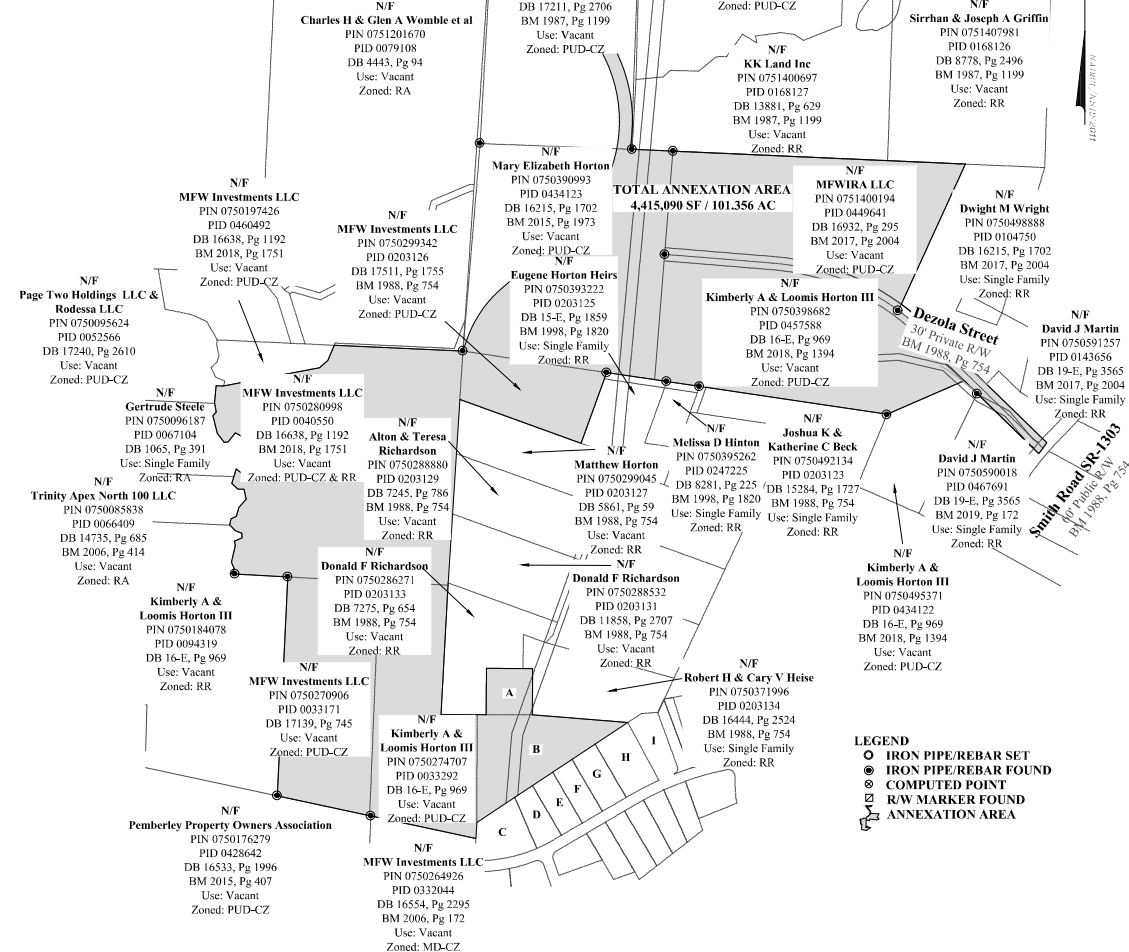 N/F
Charles H & Glen A Womble et al
PIN 0751201670
PID 0079108
DB 4443, Pg 94
Use: Vacant
Zoned: RA
DB 17211, Pg 2706
BM 1987, Pg 1199
Use: Vacant
Zoned: PUD-CZ
Zoned: PUD-CZ
N/F
KK Land Inc
PIN 0751400697
PID 0168127
DB 13881, Pg 629
BM 1987, Pg 1199
Use: Vacant
Zoned: RR
N/F
Sirrhan & Joseph A Griffin
PIN 0751407981
PID 0168126
DB 8778, Pg 2496
BM 1987, Pg 1199
Use: Vacant
Zoned: RR
N/F
Mary Elizabeth Horton
PIN 0750390993
PID 0434123
DB 16215, Pg 1702
BM 2015, Pg 1973
Use: Vacant
Zoned: PUD-CZ
TOTAL ANNEXATION AREA
4,415,090 SF / 101.356 AC
N/F
MFWIRA LLC
PIN 0751400194
PID 0449641
DB 16932, Pg 295
BM 2017, Pg 2004
Use: Vacant
Zoned: PUD-CZ
N/F
Dwight M Wright
PIN 0750498888
PID 0104750
DB 16215, Pg 1702
BM 2017, Pg 2004
Use: Single Family
Zoned: RR
N/F
MFW Investments LLC
PIN 0750197426
PID 0460492
DB 16638, Pg 1192
BM 2018, Pg 1751
Use: Vacant
Zoned: PUD-CZ
N/F
MFW Investments LLC
PIN 0750299342
PID 0203126
DB 17511, Pg 1755
BM 1988, Pg 754
Use: Vacant
Zoned: PUD-CZ
N/F
Eugene Horton Heirs
PIN 0750393222
PID 0203125
DB 15-E, Pg 1859
BM 1998, Pg 1820
Use: Single Family
Zoned: RR
N/F
Kimberly A & Loomis Horton III
PIN 0750398682
PID 0457588
DB 16-E, Pg 969
BM 2018, Pg 1394
Use: Vacant
Zoned: PUD-CZ
Dezola Street
30' Private R/W
BM 1988, Pg 754
N/F
David J Martin
PIN 0750591257
PID 0143656
DB 19-E, Pg 3565
BM 2017, Pg 2004
Use: Single Family
Zoned: RR
N/F
Page Two Holdings LLC &
Rodessa LLC
PIN 0750095624
PID 0052566
DB 17240, Pg 2610
Use: Vacant
Zoned: PUD-CZ
N/F
Gertrude Steele
PIN 0750096187
PID 0067104
DB 1065, Pg 391
Use: Single Family
Zoned: RA
N/F
MFW Investments LLC
PIN 0750280998
PID 0040550
DB 16638, Pg 1192
BM 2018, Pg 1751
Use: Vacant
Zoned: PUD-CZ & RR
N/F
Alton & Teresa
Richardson
PIN 0750288880
PID 0203129
DB 7245, Pg 786
BM 1988, Pg 754
Use: Vacant
Zoned: RR
N/F
Matthew Horton
PIN 0750299045
PID 0203127
DB 5861, Pg 59
BM 1988, Pg 754
Use: Vacant
Zoned: RR
N/F
Melissa D Hinton
PIN 0750395262
PID 0247225
DB 8281, Pg 225
BM 1998, Pg 1820
Use: Single Family
Zoned: RR
N/F
Joshua K &
Katherine C Beck
PIN 0750492134
PID 0203123
DB 15284, Pg 1727
BM 1988, Pg 754
Use: Single Family
Zoned: RR
N/F
David J Martin
PIN 0750590018
PID 0467691
DB 19-E, Pg 3565
BM 2019, Pg 172
Use: Single Family
Zoned: RR
Smith Road SR-1303
60' Public R/W
BM 1988, Pg 754
N/F
Trinity Apex North 100 LLC
PIN 0750085838
PID 0066409
DB 14735, Pg 685
BM 2006, Pg 414
Use: Vacant
Zoned: RA
N/F
Kimberly A &
Loomis Horton III
PIN 0750184078
PID 0094319
DB 16-E, Pg 969
Use: Vacant
Zoned: RR
N/F
Donald F Richardson
PIN 0750286271
PID 0203133
DB 7275, Pg 654
BM 1988, Pg 754
Use: Vacant
Zoned: RR
N/F
Donald F Richardson
PIN 0750288532
PID 0203131
DB 11858, Pg 2707
BM 1988, Pg 754
Use: Vacant
Zoned: RR
N/F
Kimberly A &
Loomis Horton III
PIN 0750495371
PID 0434122
DB 16-E, Pg 969
BM 2018, Pg 1394
Use: Vacant
Zoned: PUD-CZ
N/F
MFW Investments LLC
PIN 0750270906
PID 0033171
DB 17139, Pg 745
Use: Vacant
Zoned: PUD-CZ
N/F
Kimberly A &
Loomis Horton III
PIN 0750274707
PID 0033292
DB 16-E, Pg 969
Use: Vacant
Zoned: PUD-CZ
N/F
Robert H & Cary V Heise
PIN 0750371996
PID 0203134
DB 16444, Pg 2524
BM 1988, Pg 754
Use: Single Family
Zoned: RR
A
B
C
D
E
F
G
H
I
LEGEND
IRON PIPE/REBAR SET
IRON PIPE/REBAR FOUND
COMPUTED POINT
R/W MARKER FOUND
ANNEXATION AREA
N/F
Pemberley Property Owners Association
PIN 0750176279
PID 0428642
DB 16533, Pg 1996
BM 2015, Pg 407
Use: Vacant
Zoned: PUD-CZ
N/F
MFW Investments LLC
PIN 0750264926
PID 0332044
DB 16554, Pg 2295
BM 2006, Pg 172
Use: Vacant
Zoned: MD-CZ